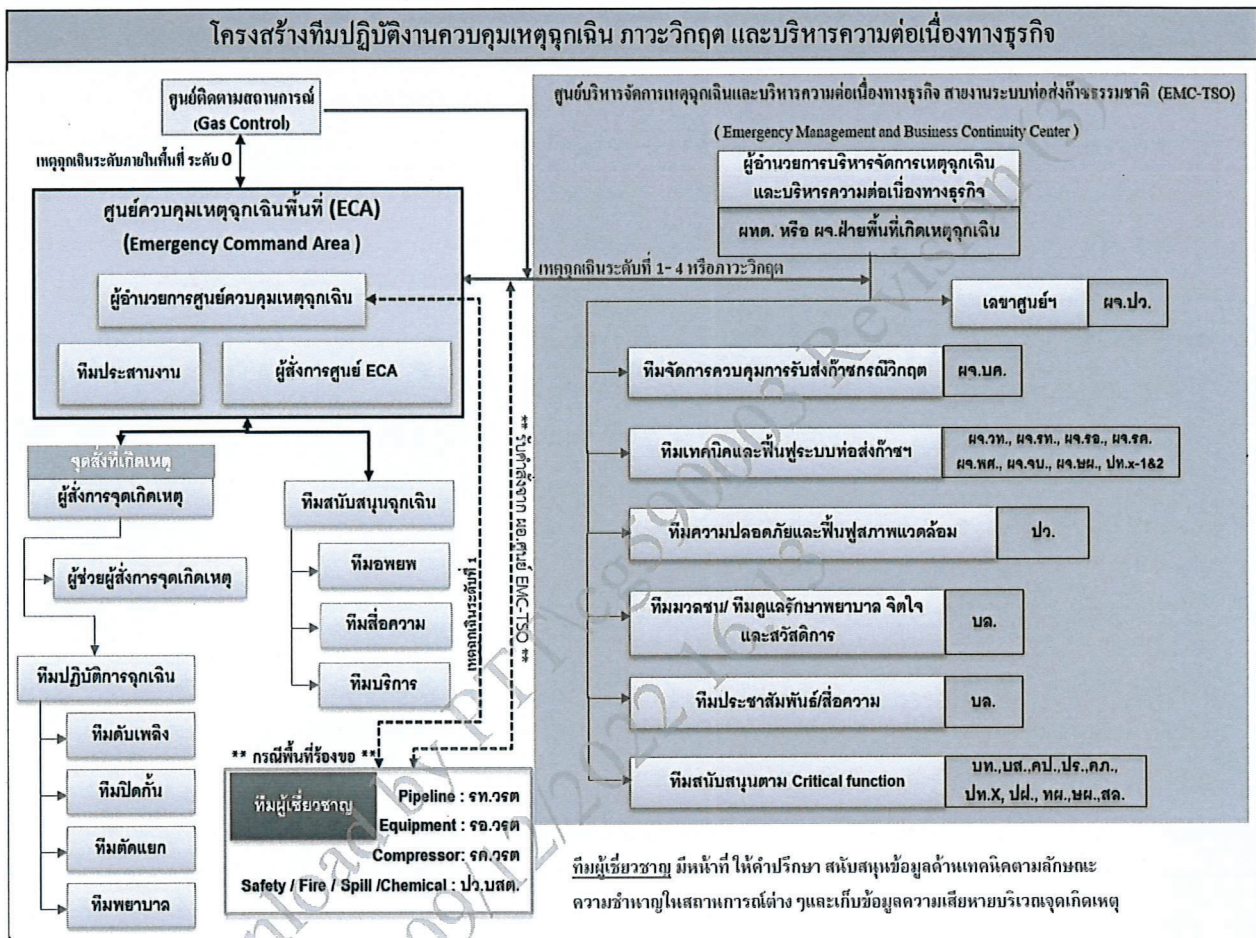 โครงสร้างทีมปฏิบัติงานควบคุมเหตุฉุกเฉิน ภาวะวิกฤต และบริหารความต่อเนื่องทางธุรกิจ
ศูนย์ติดตามสถานการณ์
(Gas Control)
เหตุฉุกเฉินระดับภายในพื้นที่ ระดับ 0
ศูนย์ควบคุมเหตุฉุกเฉินพื้นที่ (ECA)
(Emergency Command Area )
ผู้อำนวยการศูนย์ควบคุมเหตุฉุกเฉิน
ทีมประสานงาน
ผู้สั่งการศูนย์ ECA
จุดสั่งที่เกิดเหตุ
ผู้สั่งการจุดเกิดเหตุ
ผู้ช่วยผู้สั่งการจุดเกิดเหตุ
ทีมปฏิบัติการฉุกเฉิน
ทีมดับเพลิง
ทีมปิดกั้น
ทีมตัดแยก
ทีมพยาบาล
ทีมสนับสนุนฉุกเฉิน
ทีมอพยพ
ทีมสื่อความ
ทีมบริการ
เหตุฉุกเฉินระดับที่ 1
** รับคำสั่งจาก ผอ.ศูนย์ EMC-TSO **
** กรณีพื้นที่ร้องขอ **
ทีมผู้เชี่ยวชาญ
Pipeline : รท.วรต
Equipment : รอ.วรต
Compressor: รค.วรต
Safety / Fire / Spill /Chemical : ปว.บสต.
ศูนย์บริหารจัดการเหตุฉุกเฉินและบริหารความต่อเนื่องทางธุรกิจ สายงานระบบท่อส่งก๊าซธรรมชาติ (EMC-TSO)
( Emergency Management and Business Continuity Center )
ผู้อำนวยการบริหารจัดการเหตุฉุกเฉิน
และบริหารความต่อเนื่องทางธุรกิจ
ผทต. หรือ ผจ.ฝ่ายพื้นที่เกิดเหตุฉุกเฉิน
เหตุฉุกเฉินระดับที่ 1- 4 หรือภาวะวิกฤต
เลขาศูนย์ฯ
ผจ.ปว.
ทีมจัดการควบคุมการรับส่งก๊าซกรณีวิกฤต
ผจ.บค.
ทีมเทคนิคและฟื้นฟูระบบท่อส่งก๊าซฯ
ผจ.วท., ผจ.รท., ผจ.รอ., ผจ.รค.
ผจ.พศ., ผจ.จบ., ผจ.ษผ., ปท.x-1&2
ทีมความปลอดภัยและฟื้นฟูสภาพแวดล้อม
ปว.
ทีมมวลชน/ ทีมดูแลรักษาพยาบาล จิตใจ
และสวัสดิการ
บล.
ทีมประชาสัมพันธ์/สื่อความ
บล.
ทีมสนับสนุนตาม Critical function
บท.,บส.,คป.,ปร.,คภ.,
ปท.X, ปฝ., ทผ.,ษผ.,สล.
ทีมผู้เชี่ยวชาญ มีหน้าที่ ให้คำปรึกษา สนับสนุนข้อมูลด้านเทคนิคตามลักษณะ
ความชำนาญในสถานการณ์ต่าง ๆและเก็บข้อมูลความเสียหายบริเวณจุดเกิดเหตุ